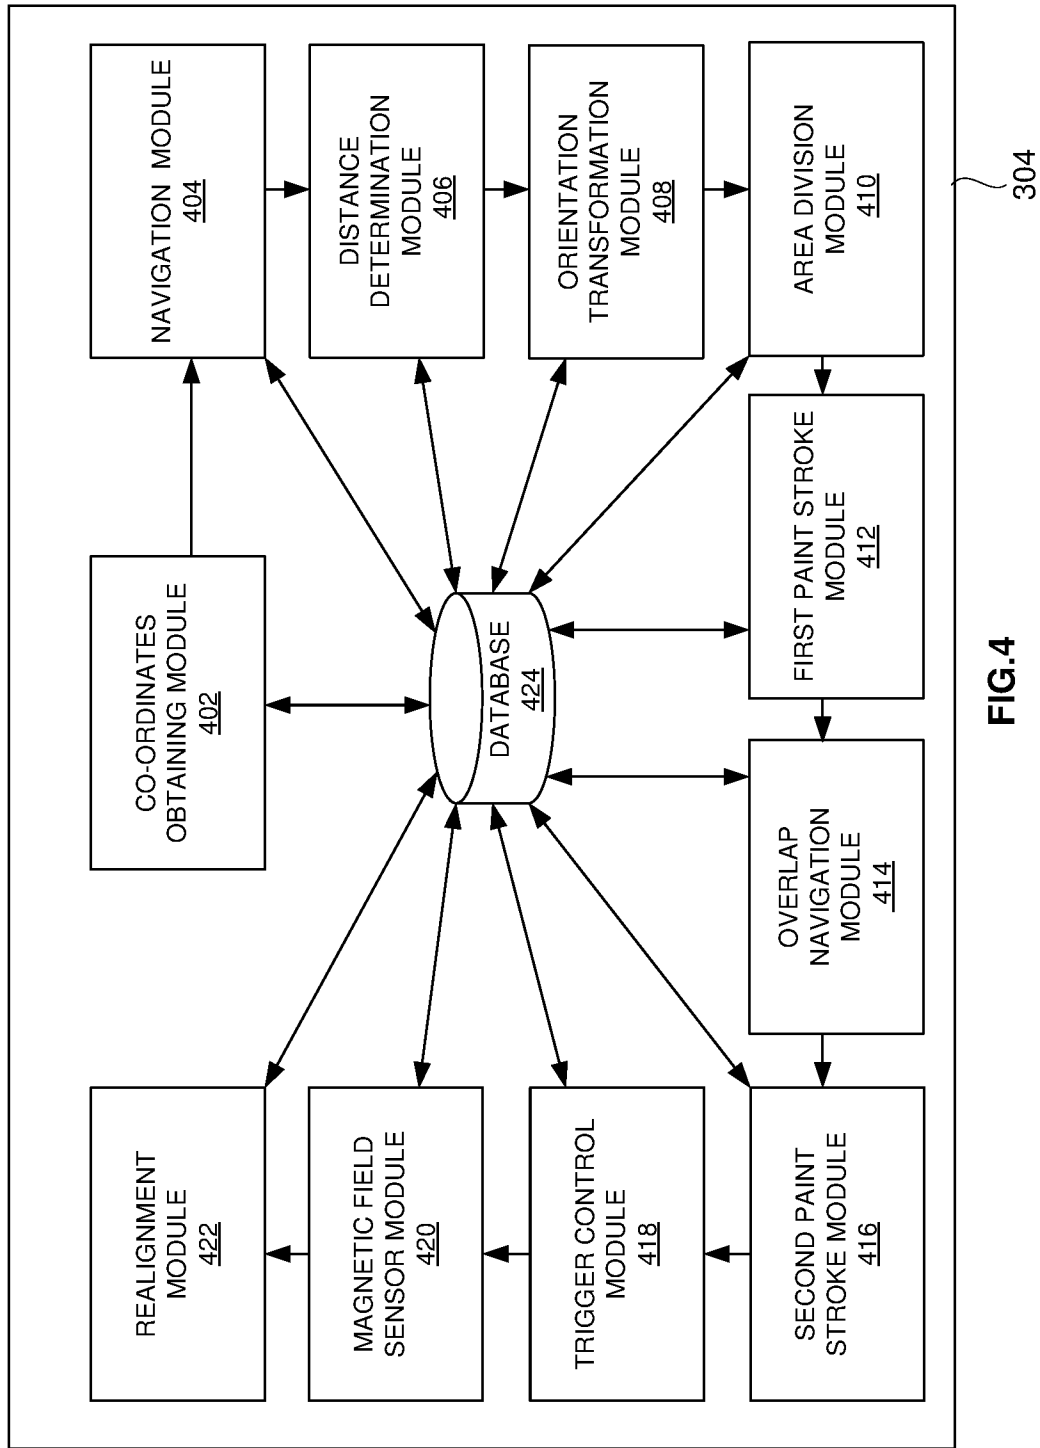 CO-ORDINATES
OBTAINING MODULE
402
NAVIGATION MODULE
404
DISTANCE
DETERMINATION
MODULE
406
ORIENTATION
TRANSFORMATION
MODULE
408
AREA DIVISION
MODULE
410
FIRST PAINT STROKE
MODULE
412
OVERLAP
NAVIGATION
MODULE
414
SECOND PAINT
STROKE MODULE
416
TRIGGER CONTROL
MODULE
418
MAGNETIC FIELD
SENSOR MODULE
420
REALIGNMENT
MODULE
422
DATABASE
424
304
FIG.4